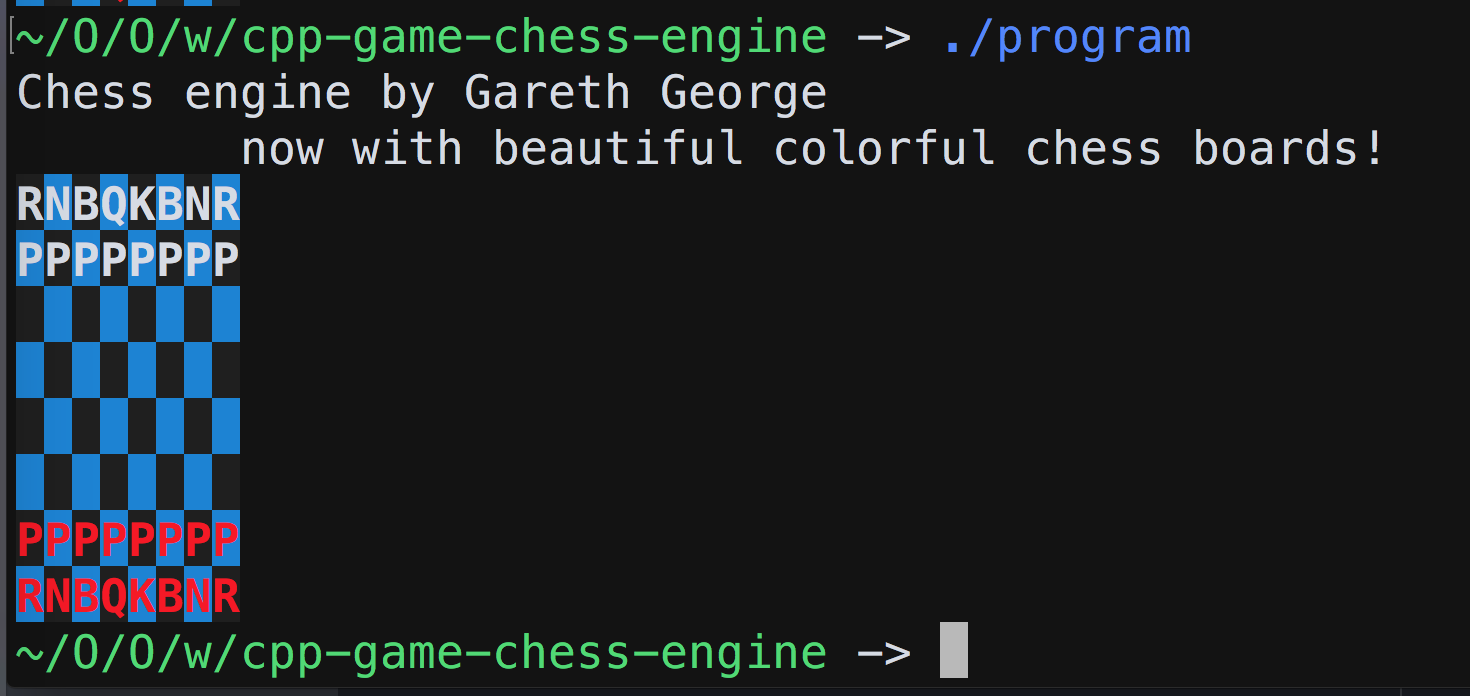 ~/O/O/w/cpp-game-chess-engine -> ./program
Chess engine by Gareth George
now with beautiful colorful chess boards!
RNBQKBNR
PPPPPPPP
PPPPPPPP
RNBQKBNR
~/O/O/w/cpp-game-chess-engine ->